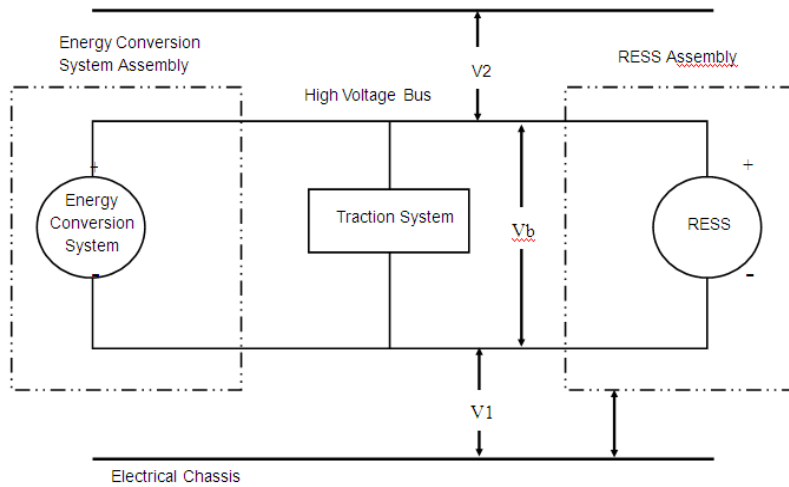 Energy Conversion
System Assembly
V2
RESS Assembly
High Voltage Bus
+
+
Energy
Conversion
System
Traction System
Vb
RESS
-
-
V1
Electrical Chassis